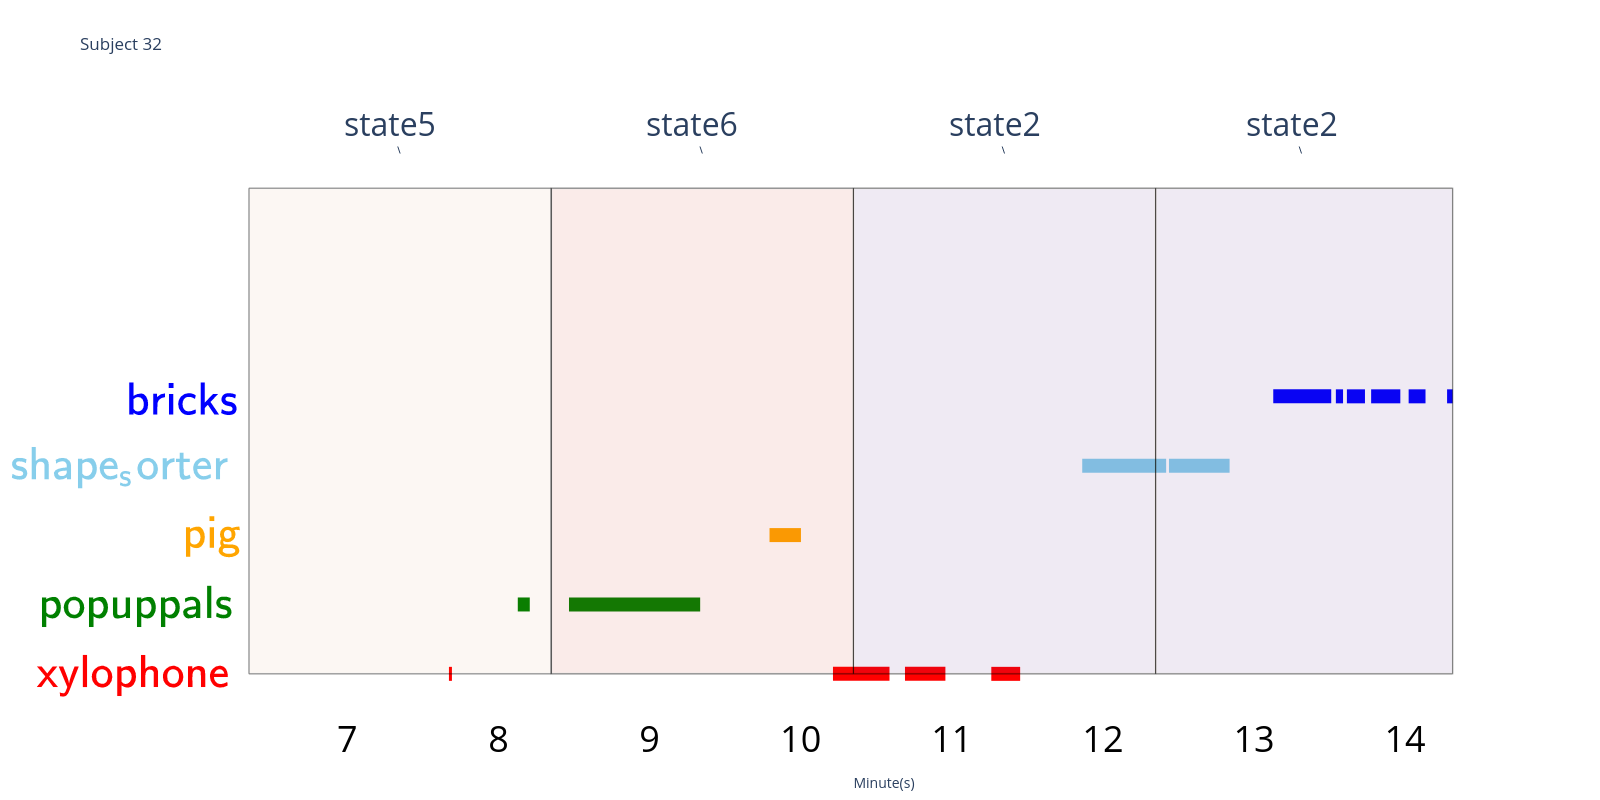 Subject 32
state5 state6 state2 state2
bricks
shapesorter
pig
popuppals
xylophone
7 8 9 10 11 12 13 14
Minute(s)